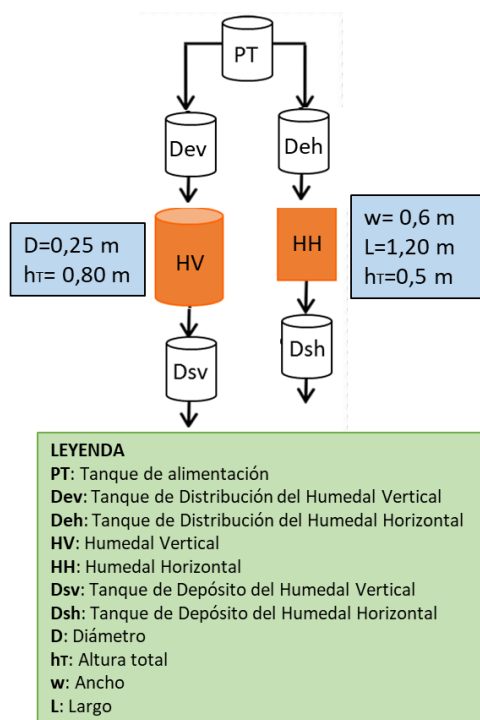 PT
Dev
Deh
D=0,25 m
hT= 0,80 m
HV
HH
w= 0,6 m
L=1,20 m
hT=0,5 m
Dsv
Dsh
LEYENDA
PT: Tanque de alimentación
Dev: Tanque de Distribución del Humedal Vertical
Deh: Tanque de Distribución del Humedal Horizontal
HV: Humedal Vertical
HH: Humedal Horizontal
Dsv: Tanque de Depósito del Humedal Vertical
Dsh: Tanque de Depósito del Humedal Horizontal
D: Diámetro
hT: Altura total
w: Ancho
L: Largo